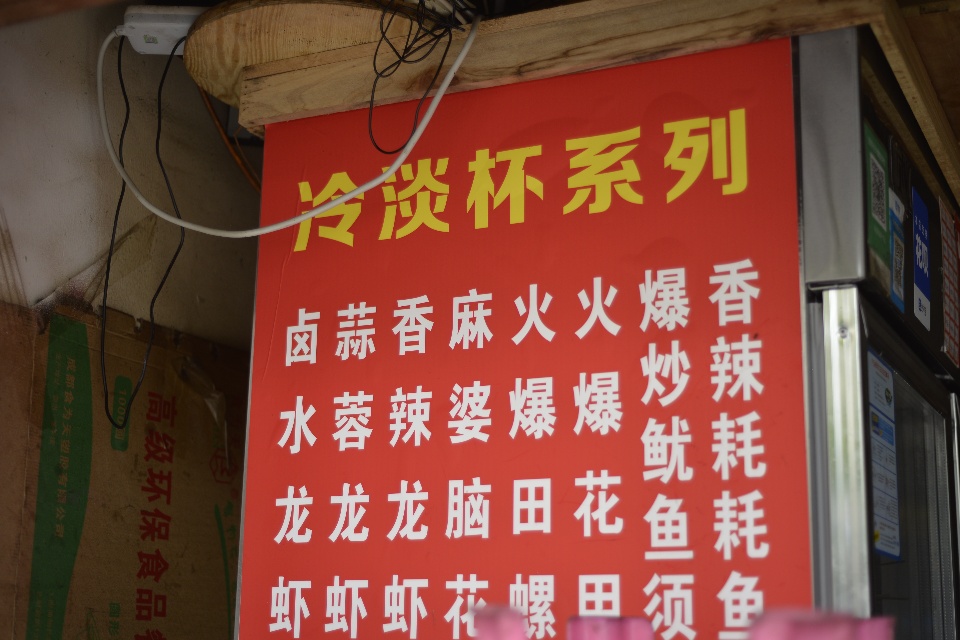 冷淡杯系列
卤水龙虾
蒜蓉龙虾
香辣龙虾
麻婆脑花
火爆田螺
火爆花田
爆炒鱿鱼须
香辣耗耗鱼
高级环保食品